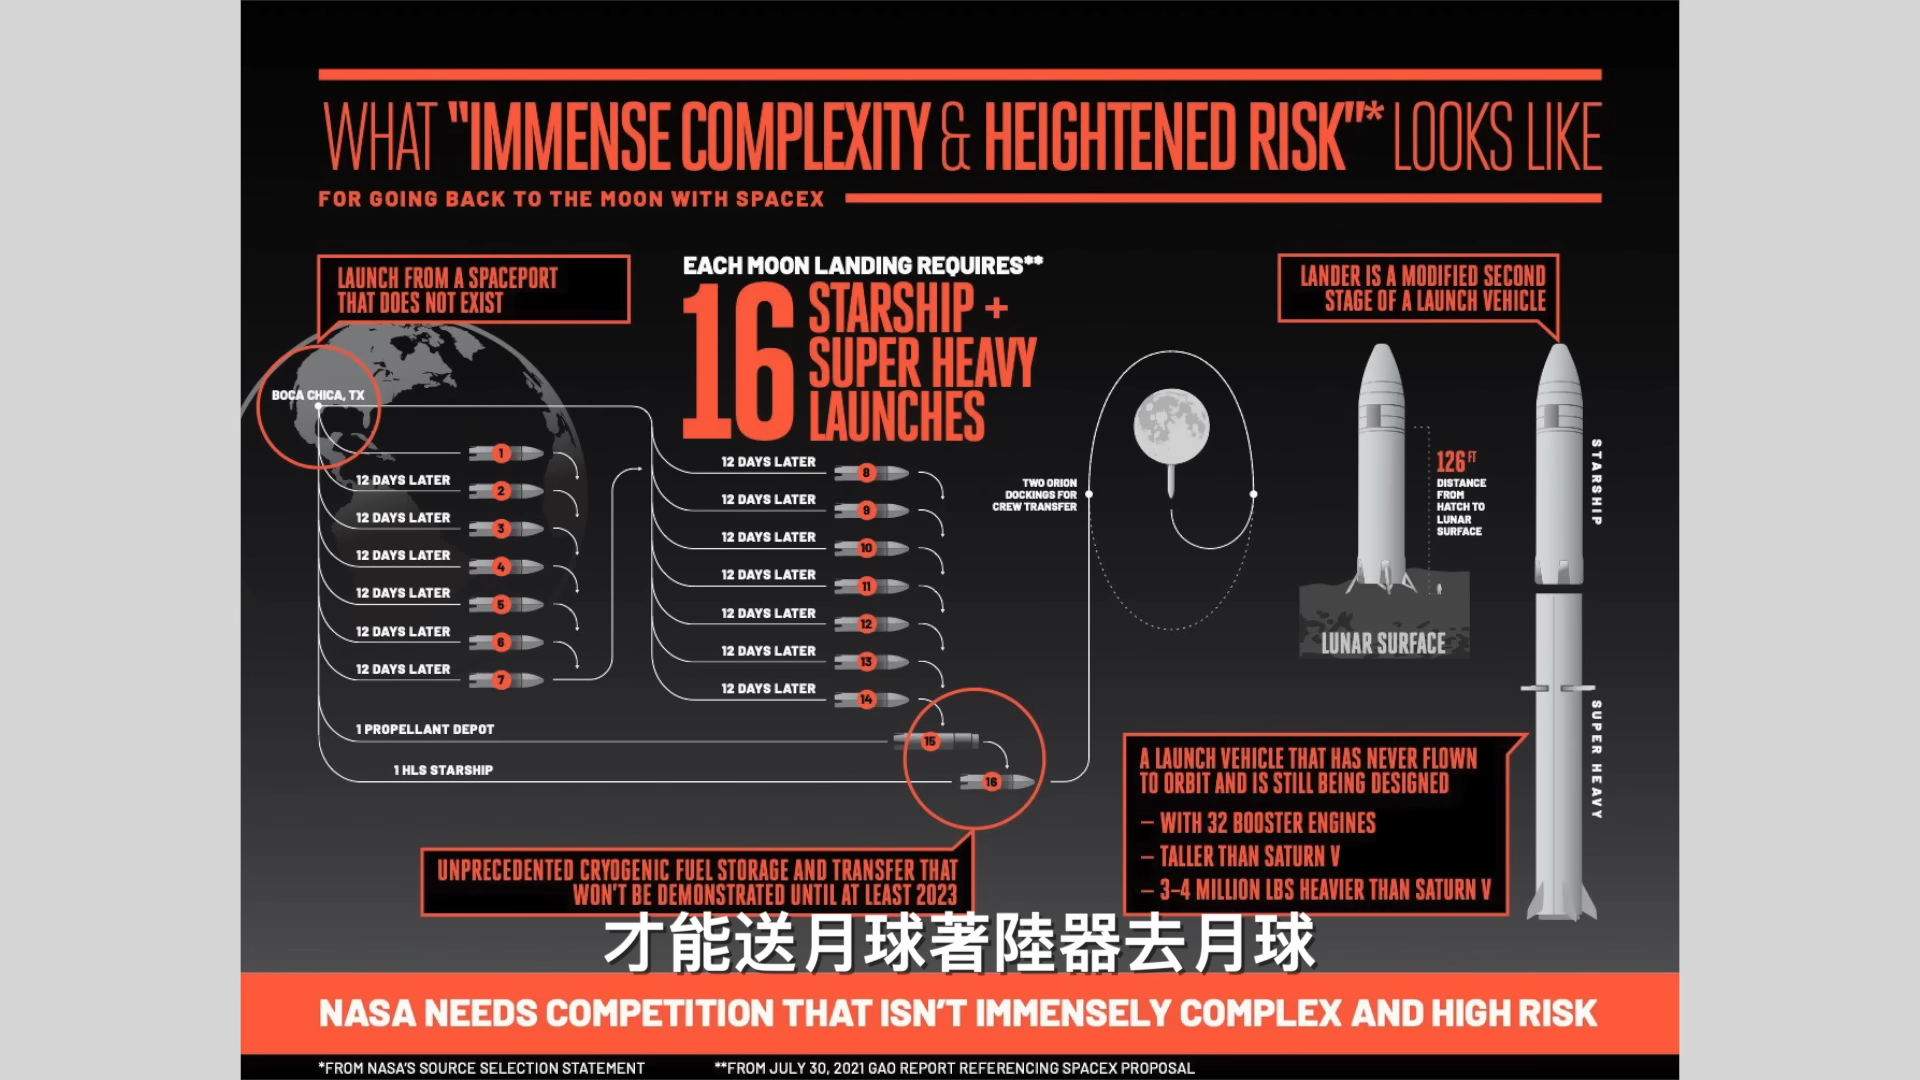 WHAT "IMMENSE COMPLEXITY & HEIGHTENED RISK"* LOOKS LIKE
FOR GOING BACK TO THE MOON WITH SPACEX
LAUNCH FROM A SPACEPORT
THAT DOES NOT EXIST
BOCA CHICA, TX
EACH MOON LANDING REQUIRES**
16
STARSHIP +
SUPER HEAVY
LAUNCHES
1
12 DAYS LATER 2
12 DAYS LATER 3
12 DAYS LATER 4
12 DAYS LATER 5
12 DAYS LATER 6
12 DAYS LATER 7
12 DAYS LATER 8
12 DAYS LATER 9
12 DAYS LATER 10
12 DAYS LATER 11
12 DAYS LATER 12
12 DAYS LATER 13
12 DAYS LATER 14
1 PROPELLANT DEPOT 15
1 HLS STARSHIP 16
UNPRECEDENTED CRYOGENIC FUEL STORAGE AND TRANSFER THAT
WON'T BE DEMONSTRATED UNTIL AT LEAST 2023
TWO ORION
DOCKINGS FOR
CREW TRANSFER
LANDER IS A MODIFIED SECOND
STAGE OF A LAUNCH VEHICLE
126 FT
DISTANCE
FROM
HATCH TO
LUNAR
SURFACE
LUNAR SURFACE
STARSHIP
SUPER HEAVY
A LAUNCH VEHICLE THAT HAS NEVER FLOWN
TO ORBIT AND IS STILL BEING DESIGNED
– WITH 32 BOOSTER ENGINES
– TALLER THAN SATURN V
– 3-4 MILLION LBS HEAVIER THAN SATURN V
才能送月球著陸器去月球
NASA NEEDS COMPETITION THAT ISN'T IMMENSELY COMPLEX AND HIGH RISK
*FROM NASA'S SOURCE SELECTION STATEMENT
**FROM JULY 30, 2021 GAO REPORT REFERENCING SPACEX PROPOSAL